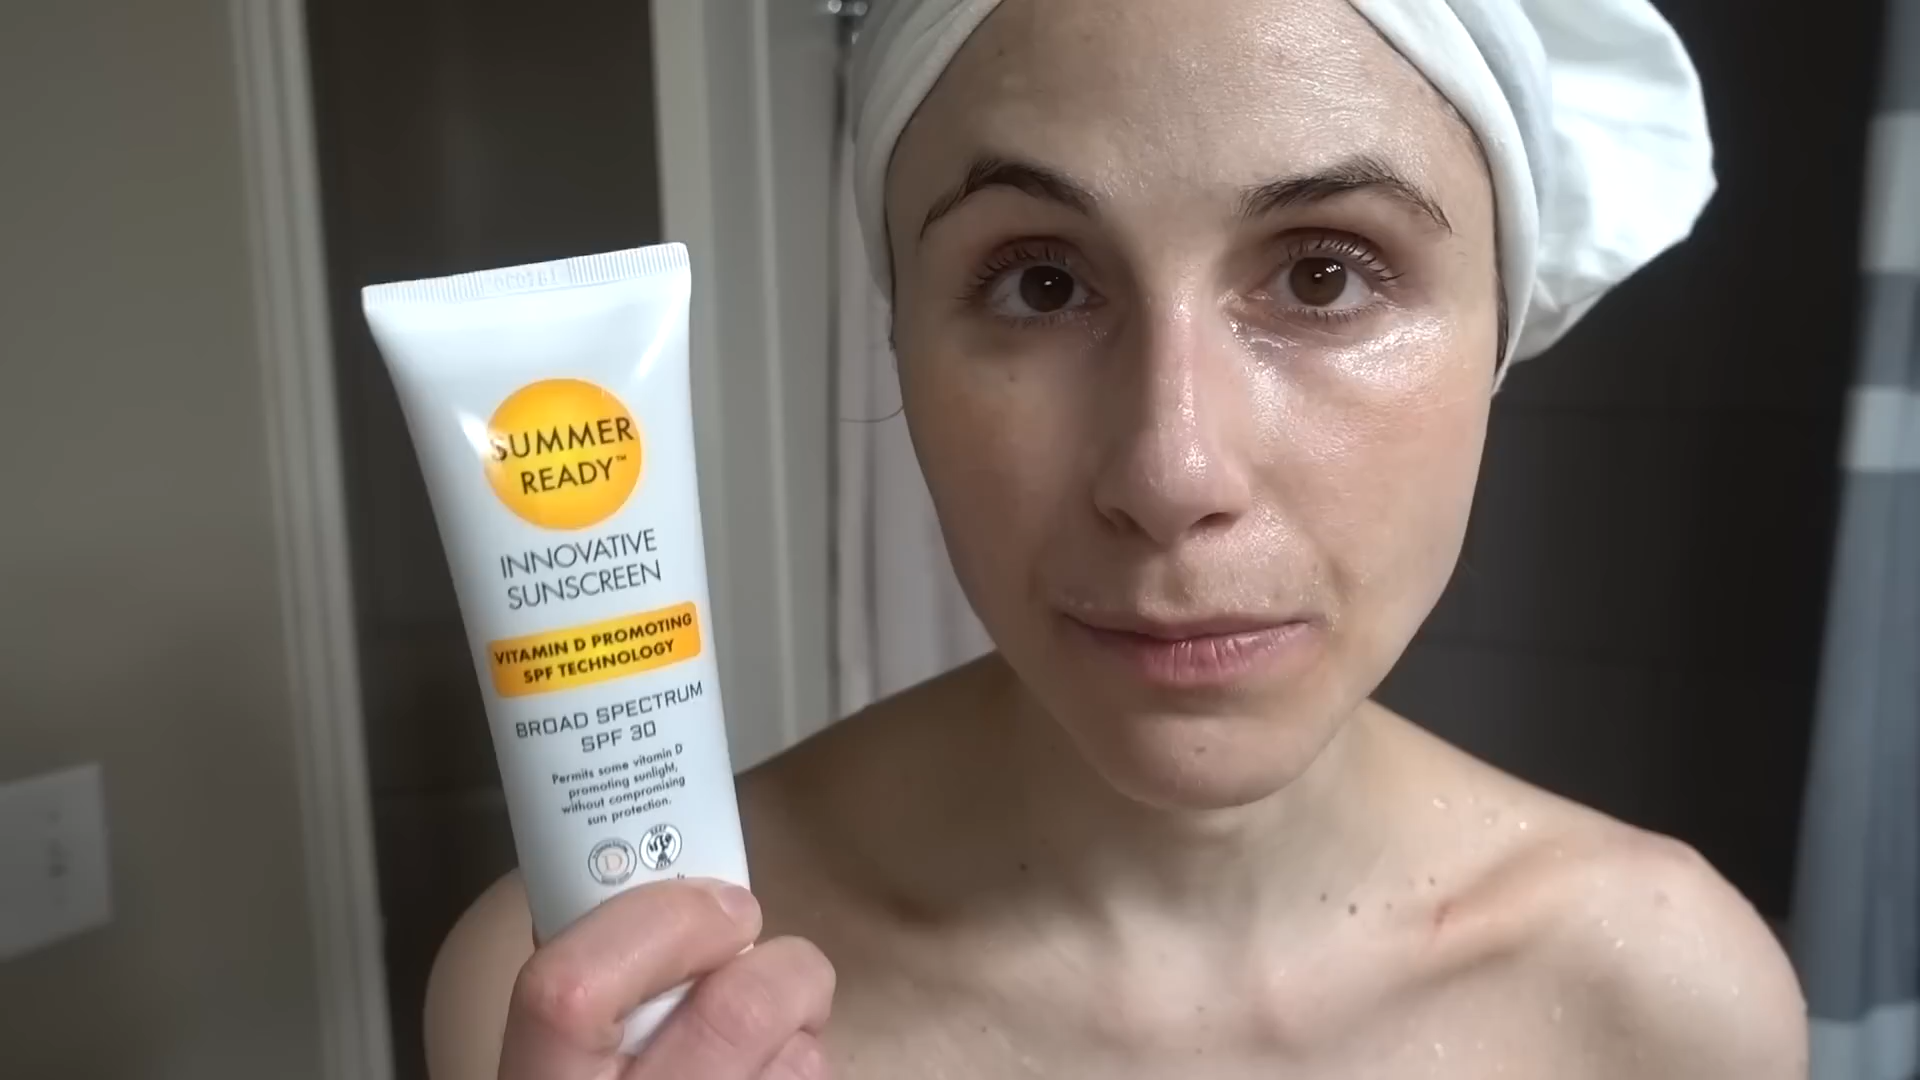 SUMMER
READY™
INNOVATIVE
SUNSCREEN
VITAMIN D PROMOTING
SPF TECHNOLOGY
BROAD SPECTRUM
SPF 30
Permits some vitamin D
promoting sunlight,
without compromising
sun protection.
D